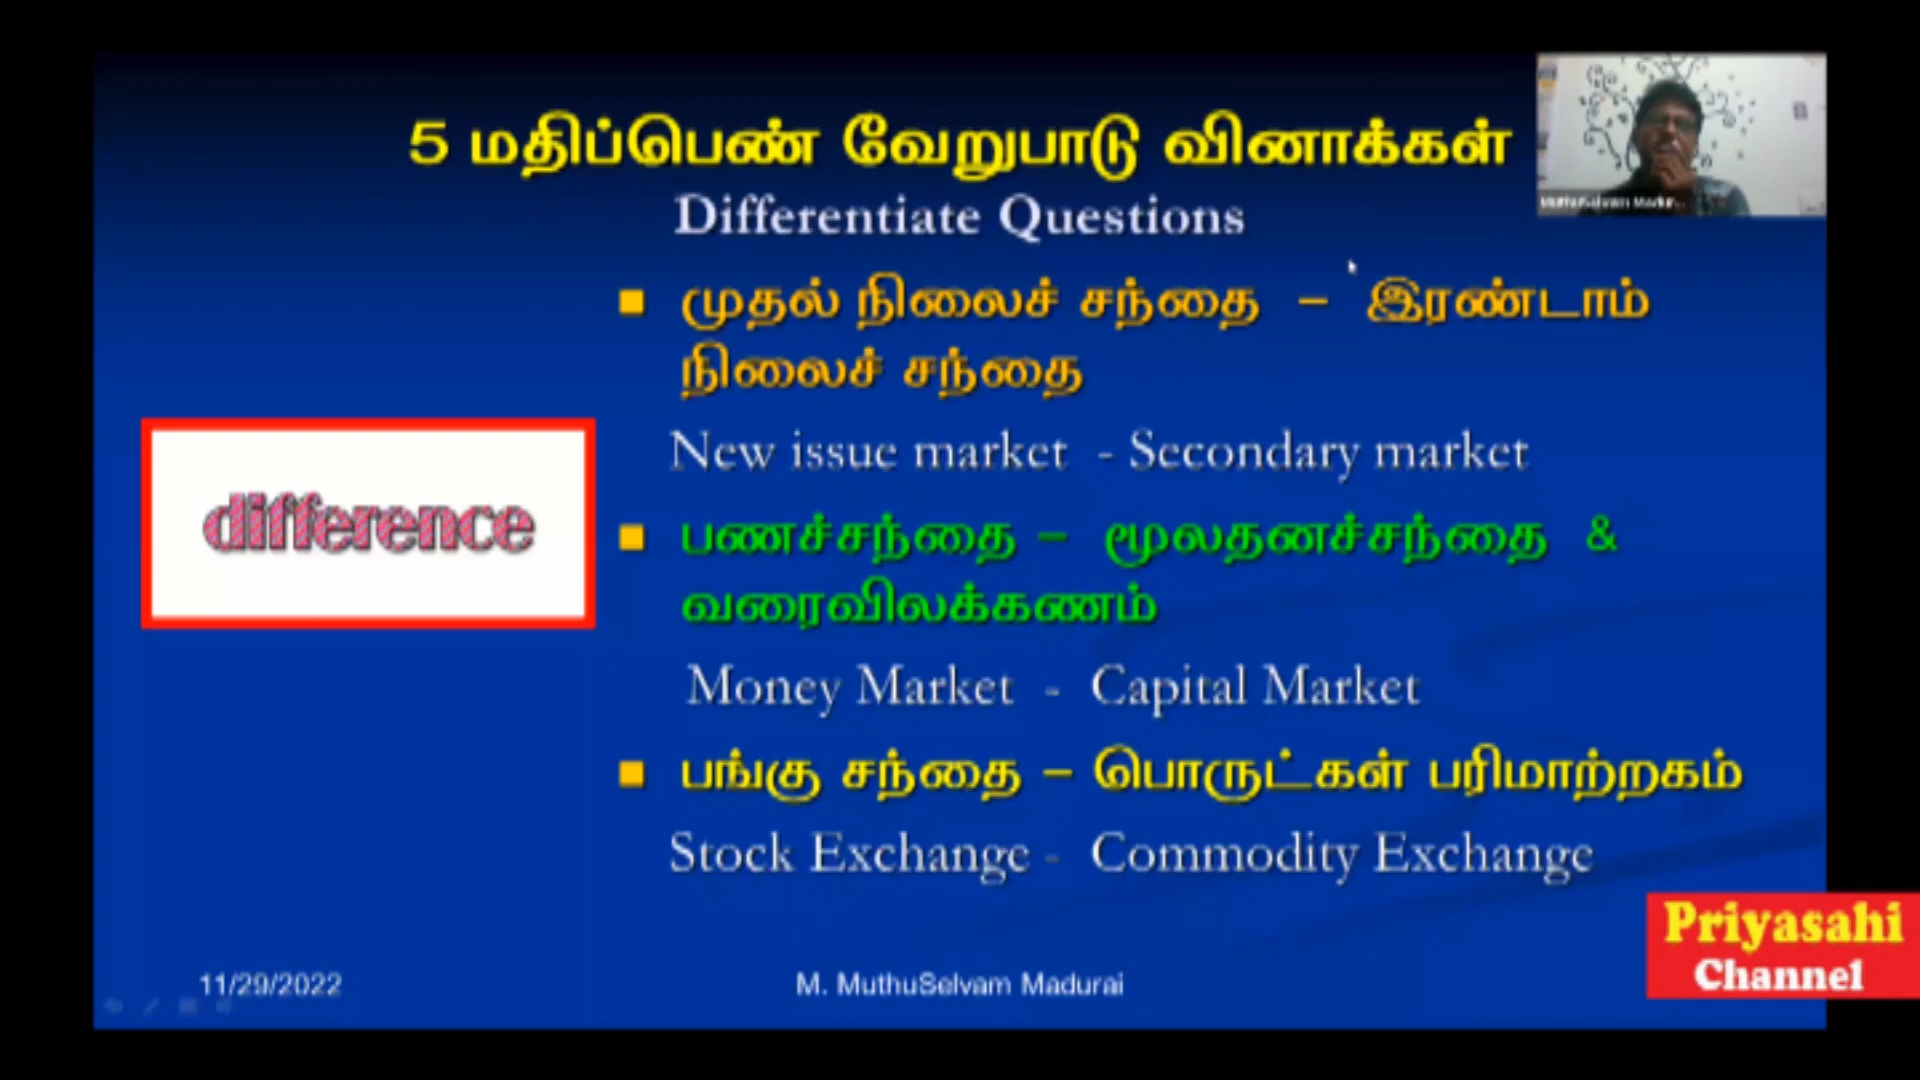 5 மதிப்பெண் வேறுபாடு வினாக்கள்
Differentiate Questions
முதல் நிலைச் சந்தை – இரண்டாம்
நிலைச் சந்தை
New issue market - Secondary market
difference
பணச்சந்தை – மூலதனச்சந்தை &
வரைவிலக்கணம்
Money Market - Capital Market
பங்கு சந்தை – பொருட்கள் பரிமாற்றகம்
Stock Exchange - Commodity Exchange
Priyasahi
Channel
11/29/2022
M. MuthuSelvam Madurai